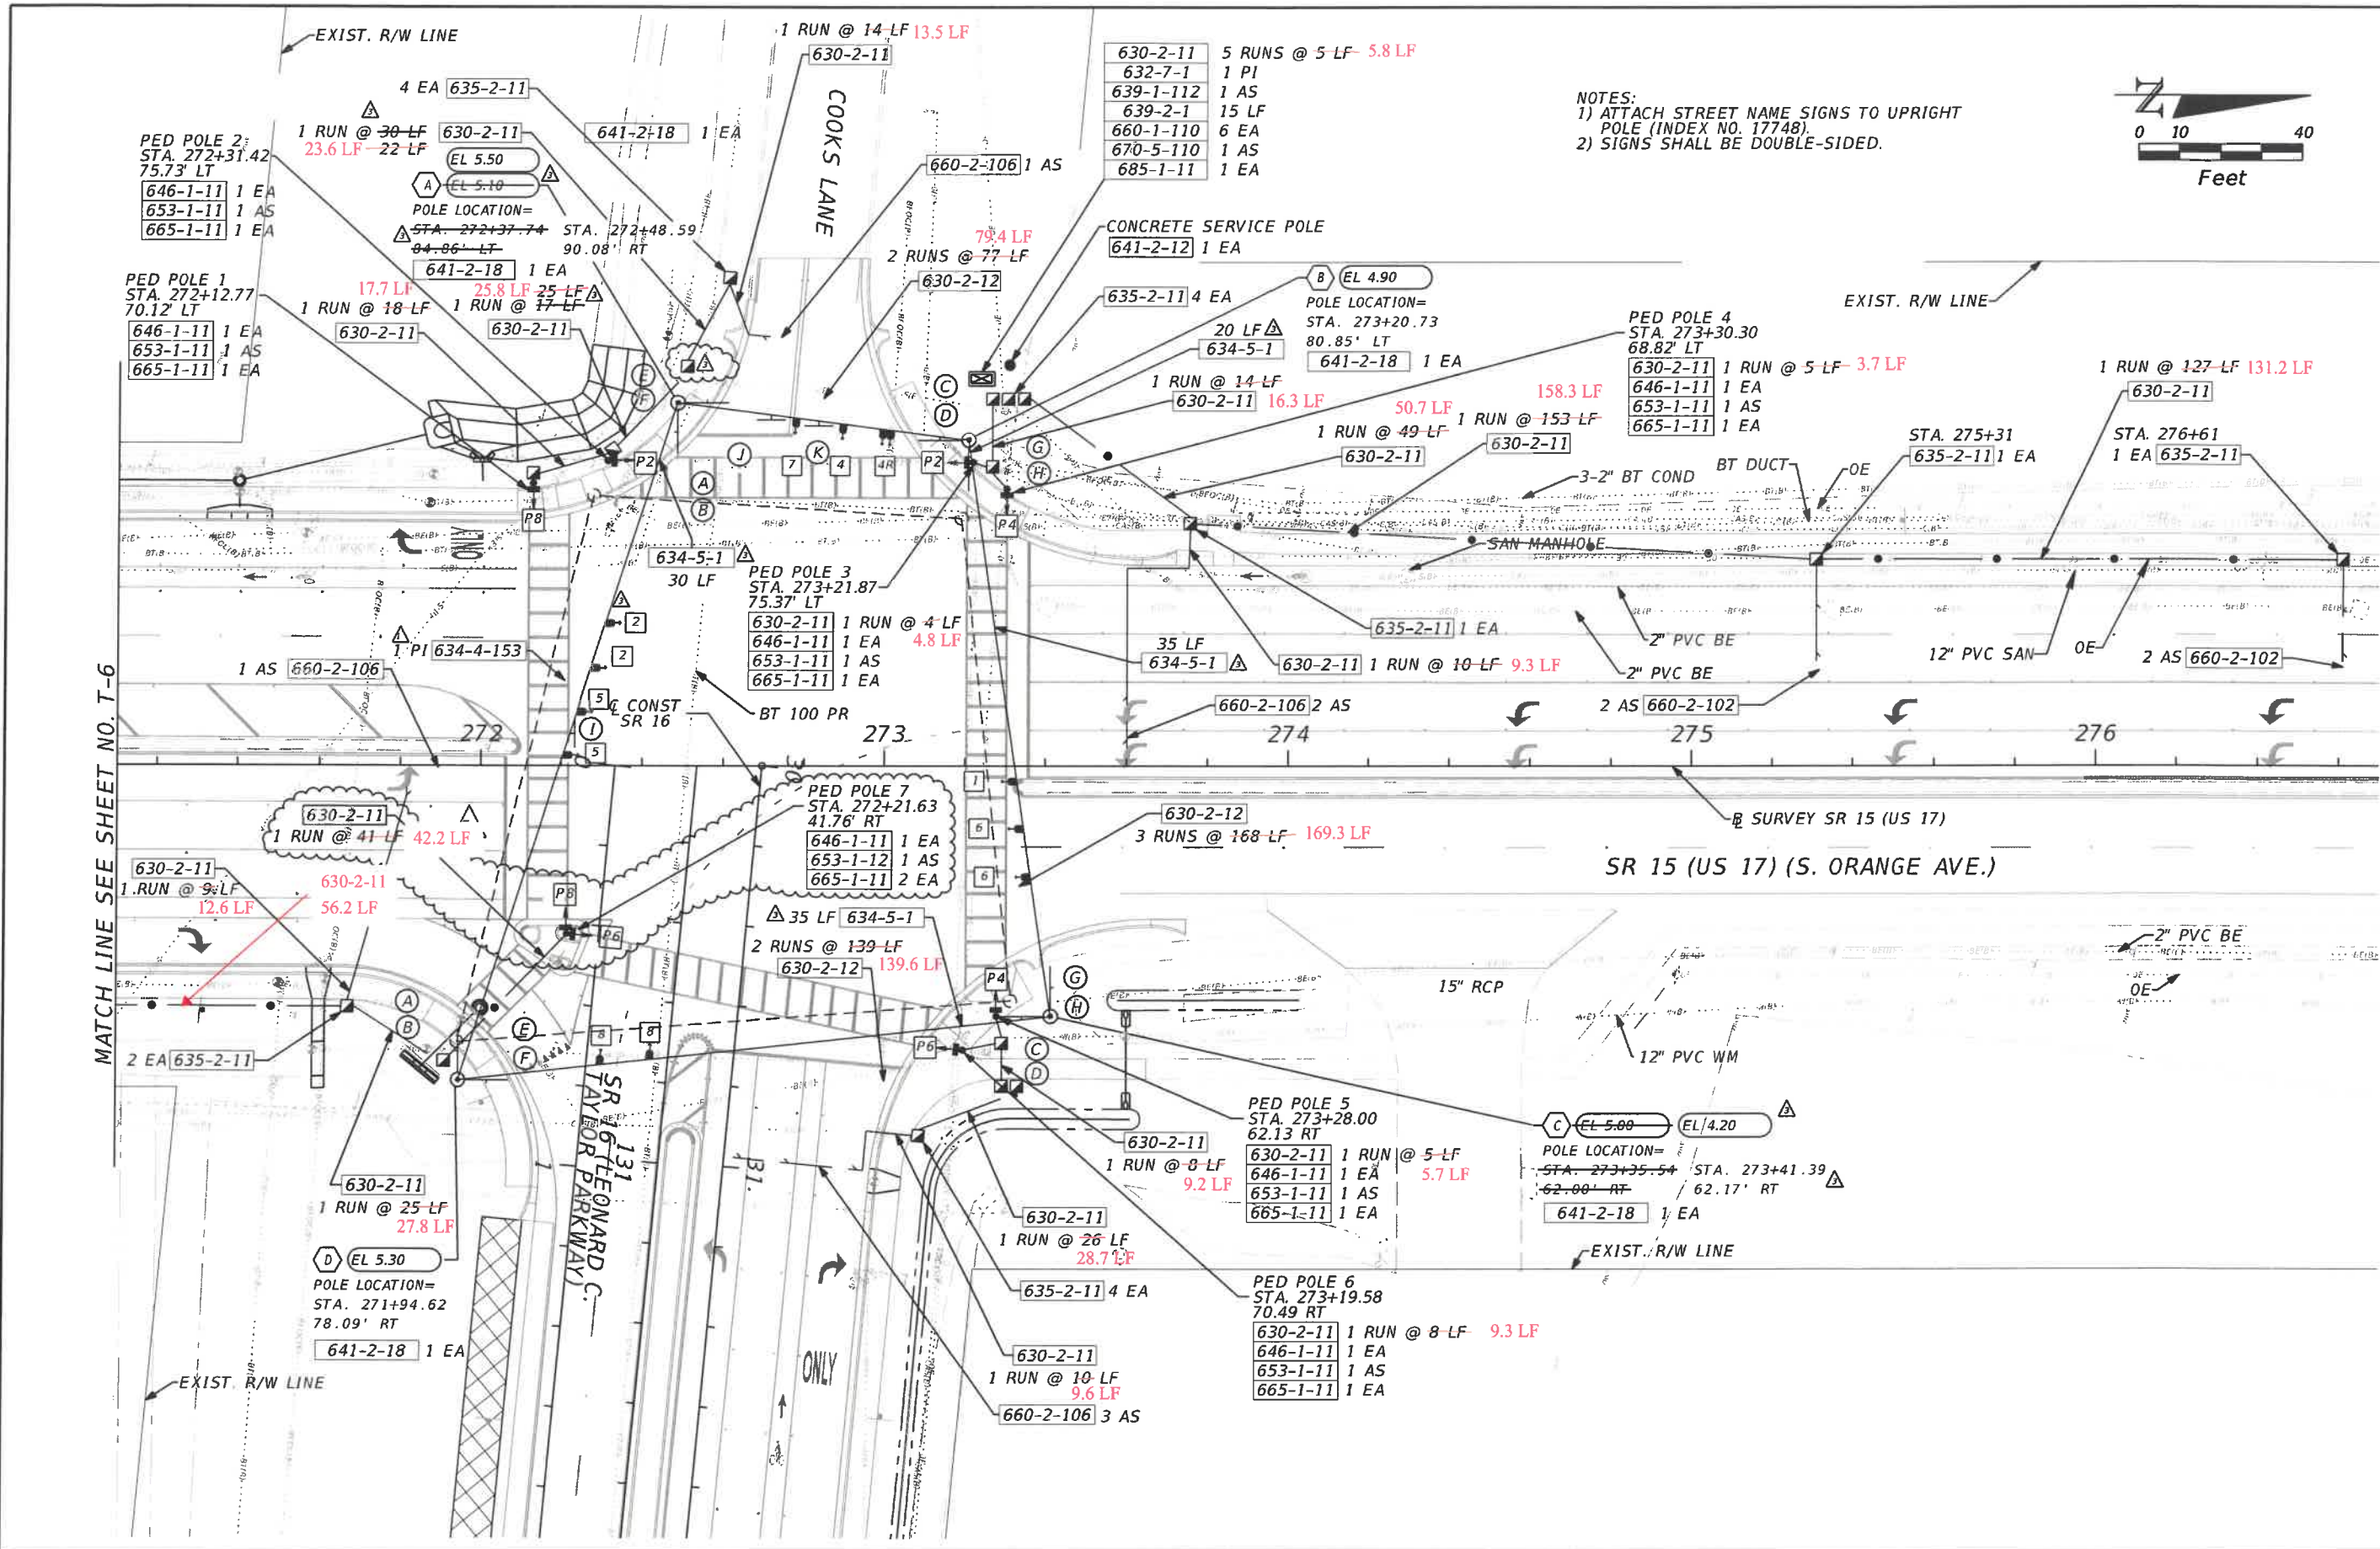 EXIST. R/W LINE
1 RUN @ 14 LF 13.5 LF
630-2-11
4 EA 635-2-11
3
1 RUN @ 30 LF 630-2-11
23.6 LF 22 LF
641-2-18 1 EA
COOKS LANE
EL 5.50
A EL 5.10 3
POLE LOCATION=
3 STA. 272+37.74 STA. 272+48.59
84.86' LT 90.08' RT
641-2-18 1 EA
PED POLE 2
STA. 272+31.42
75.73' LT
646-1-11 1 EA
653-1-11 1 AS
665-1-11 1 EA
PED POLE 1
STA. 272+12.77
70.12' LT
646-1-11 1 EA
653-1-11 1 AS
665-1-11 1 EA
17.7 LF
1 RUN @ 18 LF
630-2-11
25.8 LF 25 LF 3
1 RUN @ 17 LF
630-2-11
660-2-106 1 AS
79.4 LF
2 RUNS @ 77 LF
630-2-12
630-2-11 5 RUNS @ 5 LF 5.8 LF
632-7-1 1 PI
639-1-112 1 AS
639-2-1 15 LF
660-1-110 6 EA
670-5-110 1 AS
685-1-11 1 EA
CONCRETE SERVICE POLE
641-2-12 1 EA
635-2-11 4 EA
B EL 4.90
POLE LOCATION=
STA. 273+20.73
80.85' LT
641-2-18 1 EA
20 LF 3
634-5-1
1 RUN @ 14 LF
630-2-11 16.3 LF
NOTES:
1) ATTACH STREET NAME SIGNS TO UPRIGHT
POLE (INDEX NO. 17748).
2) SIGNS SHALL BE DOUBLE-SIDED.
Z
0 10 40
Feet
EXIST. R/W LINE
PED POLE 4
STA. 273+30.30
68.82' LT
630-2-11 1 RUN @ 5 LF 3.7 LF
646-1-11 1 EA
653-1-11 1 AS
665-1-11 1 EA
50.7 LF
1 RUN @ 49 LF
630-2-11
158.3 LF
1 RUN @ 153 LF
630-2-11
1 RUN @ 127 LF 131.2 LF
630-2-11
STA. 275+31
635-2-11 1 EA
STA. 276+61
1 EA 635-2-11
3-2" BT COND
BT DUCT
OE
SAN MANHOLE
E
F
C
D
G
H
J
K
7
4
4R
P2
P2
P8
P4
A
B
ONLY
634-5-1 3
30 LF
PED POLE 3
STA. 273+21.87
75.37' LT
630-2-11 1 RUN @ 4 LF
646-1-11 1 EA 4.8 LF
653-1-11 1 AS
665-1-11 1 EA
3
2
2
5
I
5
1 PI 634-4-153
1 AS 660-2-106
℄ CONST
SR 16
BT 100 PR
35 LF
634-5-1 3
635-2-11 1 EA
630-2-11 1 RUN @ 10 LF 9.3 LF
660-2-106 2 AS
2" PVC BE
2" PVC BE
2 AS 660-2-102
12" PVC SAN
OE
2 AS 660-2-102
272
273
274
275
276
MATCH LINE SEE SHEET NO. T-6
30
630-2-11
1 RUN @ 41 LF 42.2 LF
PED POLE 7
STA. 272+21.63
41.76' RT
646-1-11 1 EA
653-1-12 1 AS
665-1-11 2 EA
1
6
6
630-2-12
3 RUNS @ 168 LF 169.3 LF
BL SURVEY SR 15 (US 17)
SR 15 (US 17) (S. ORANGE AVE.)
630-2-11
1 RUN @ 9 LF
12.6 LF
630-2-11
56.2 LF
P8
P6
3 35 LF 634-5-1
2 RUNS @ 139 LF
630-2-12 139.6 LF
P4
G
H
15" RCP
2" PVC BE
OE
12" PVC WM
2 EA 635-2-11
A
B
E
F
8
8
P6
C
D
630-2-11
1 RUN @ 25 LF
27.8 LF
D EL 5.30
POLE LOCATION=
STA. 271+94.62
78.09' RT
641-2-18 1 EA
EXIST. R/W LINE
131
SR 16 (LEONARD C.
TAYLOR PARKWAY)
B1.
ONLY
630-2-11
1 RUN @ 8 LF
9.2 LF
PED POLE 5
STA. 273+28.00
62.13 RT
630-2-11 1 RUN @ 5 LF
646-1-11 1 EA 5.7 LF
653-1-11 1 AS
665-1-11 1 EA
C EL 5.00 EL 4.20 3
POLE LOCATION=
STA. 273+35.54 STA. 273+41.39
62.00' RT 62.17' RT 3
641-2-18 1 EA
EXIST. R/W LINE
630-2-11
1 RUN @ 26 LF
28.7 LF
635-2-11 4 EA
PED POLE 6
STA. 273+19.58
70.49 RT
630-2-11 1 RUN @ 8 LF 9.3 LF
646-1-11 1 EA
653-1-11 1 AS
665-1-11 1 EA
630-2-11
1 RUN @ 10 LF
9.6 LF
660-2-106 3 AS